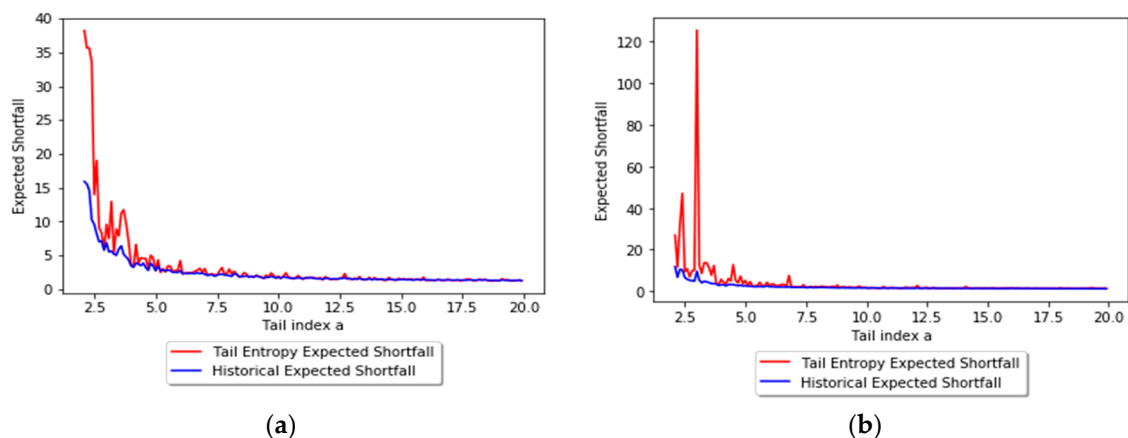 40
35
30
25
20
15
10
5
0
Expected Shortfall
2.5 5.0 7.5 10.0 12.5 15.0 17.5 20.0
Tail index a
Tail Entropy Expected Shortfall
Historical Expected Shortfall
(a)
120
100
80
60
40
20
0
Expected Shortfall
2.5 5.0 7.5 10.0 12.5 15.0 17.5 20.0
Tail index a
Tail Entropy Expected Shortfall
Historical Expected Shortfall
(b)